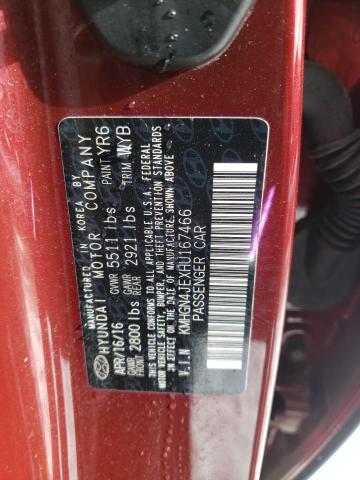 MANUFACTURED IN KOREA BY
HYUNDAI MOTOR COMPANY
APR/16/16 GVWR 5511 lbs PAINT YR6
GAWR FRONT 2800 lbs GAWR REAR 2921 lbs TRIM WYB
THIS VEHICLE CONFORMS TO ALL APPLICABLE U.S.A. FEDERAL
MOTOR VEHICLE SAFETY, BUMPER, AND THEFT PREVENTION STANDARDS
IN EFFECT ON THE DATE OF MANUFACTURE SHOWN ABOVE.
V.I.N : KMHGN4JEXHU167466
PASSENGER CAR